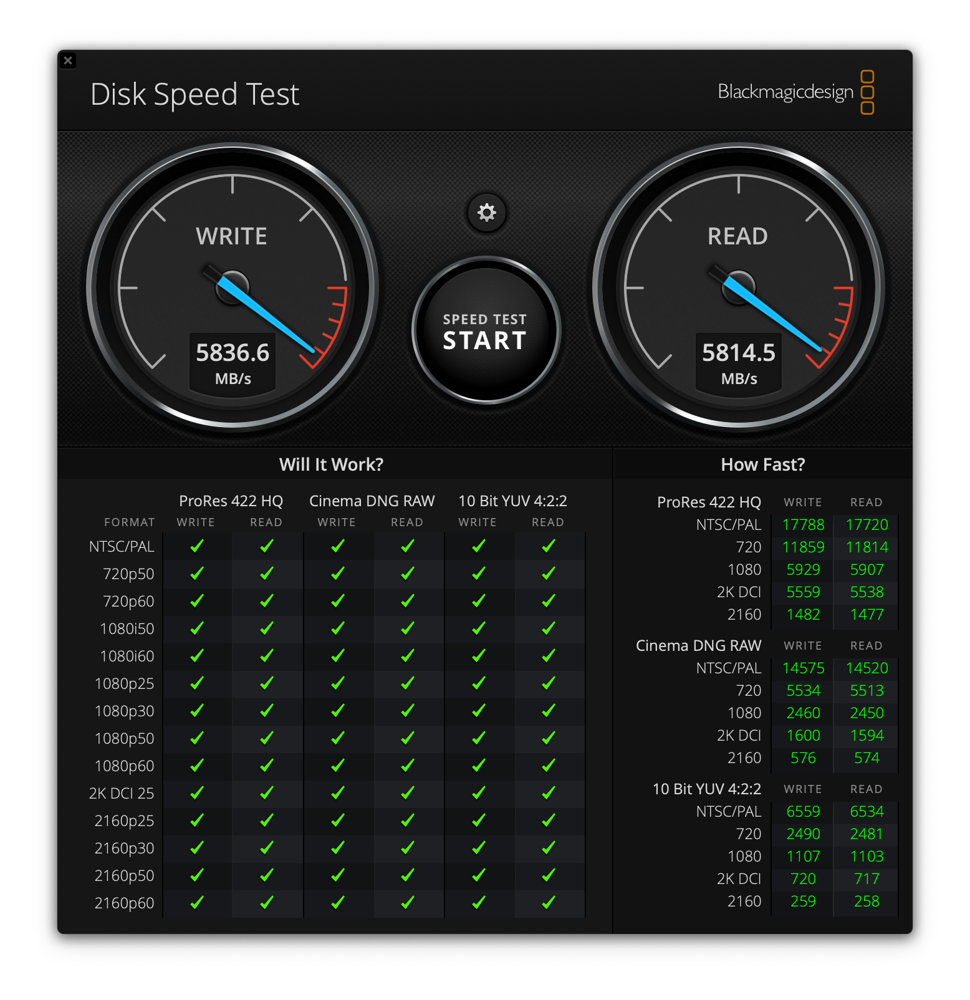 Disk Speed Test
Blackmagicdesign
WRITE
5836.6
MB/s
SPEED TEST
START
READ
5814.5
MB/s
Will It Work?
ProRes 422 HQ Cinema DNG RAW 10 Bit YUV 4:2:2
FORMAT WRITE READ WRITE READ WRITE READ
NTSC/PAL
720p50
720p60
1080i50
1080i60
1080p25
1080p30
1080p50
1080p60
2K DCI 25
2160p25
2160p30
2160p50
2160p60
How Fast?
ProRes 422 HQ WRITE READ
NTSC/PAL 17788 17720
720 11859 11814
1080 5929 5907
2K DCI 5559 5538
2160 1482 1477
Cinema DNG RAW WRITE READ
NTSC/PAL 14575 14520
720 5534 5513
1080 2460 2450
2K DCI 1600 1594
2160 576 574
10 Bit YUV 4:2:2 WRITE READ
NTSC/PAL 6559 6534
720 2490 2481
1080 1107 1103
2K DCI 720 717
2160 259 258